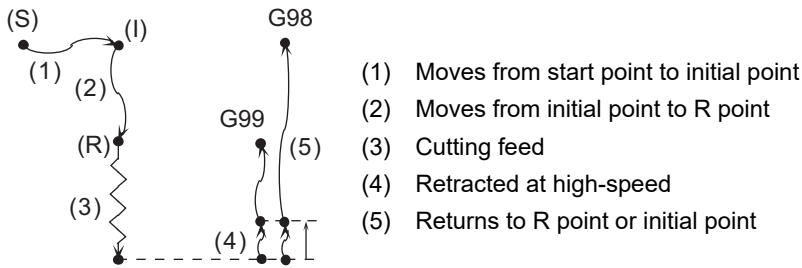 (S)
(I)
G98
(1)
(2)
G99
(R)
(5)
(3)
(4)
(1) Moves from start point to initial point
(2) Moves from initial point to R point
(3) Cutting feed
(4) Retracted at high-speed
(5) Returns to R point or initial point